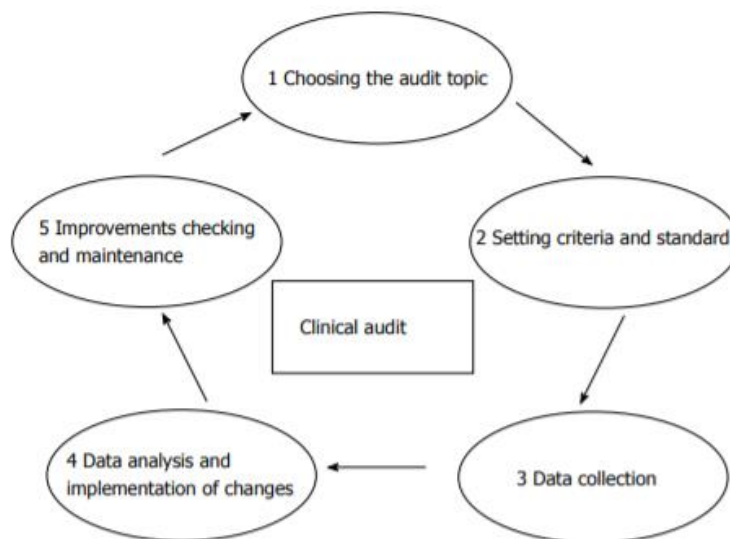 1 Choosing the audit topic
2 Setting criteria and standard
3 Data collection
4 Data analysis and
implementation of changes
5 Improvements checking
and maintenance
Clinical audit